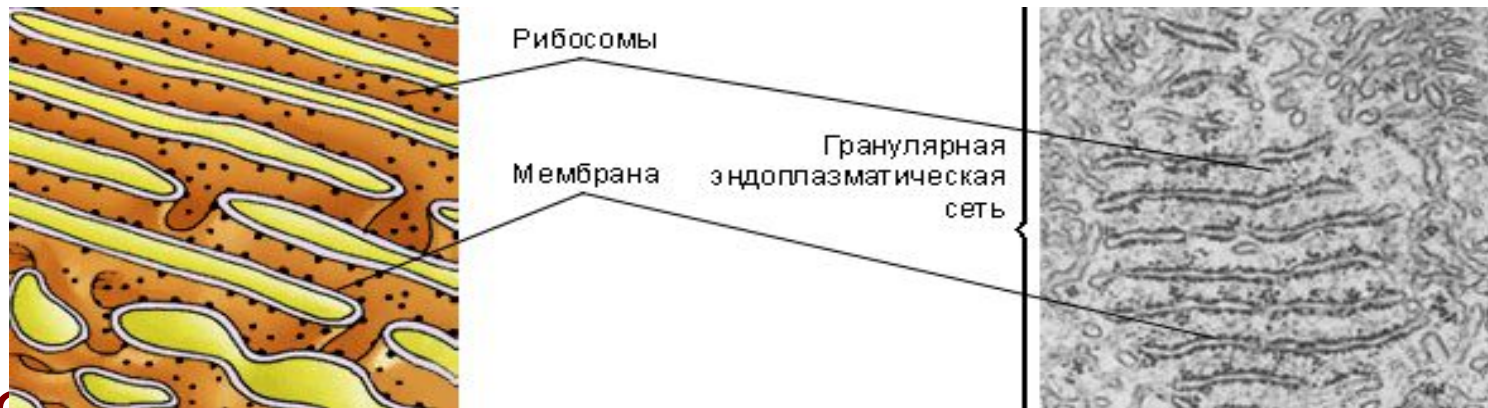 Рибосомы
Мембрана
Гранулярная
эндоплазматическая
сеть